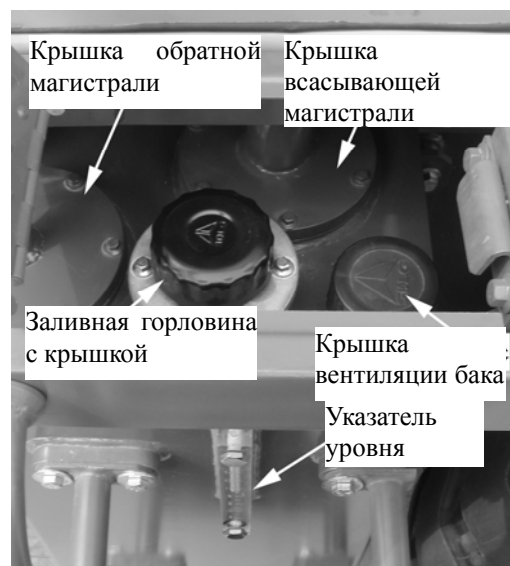 Крышка обратной
магистрали
Крышка
всасывающей
магистрали
Заливная горловина
с крышкой
Крышка
вентиляции бака
Указатель
уровня